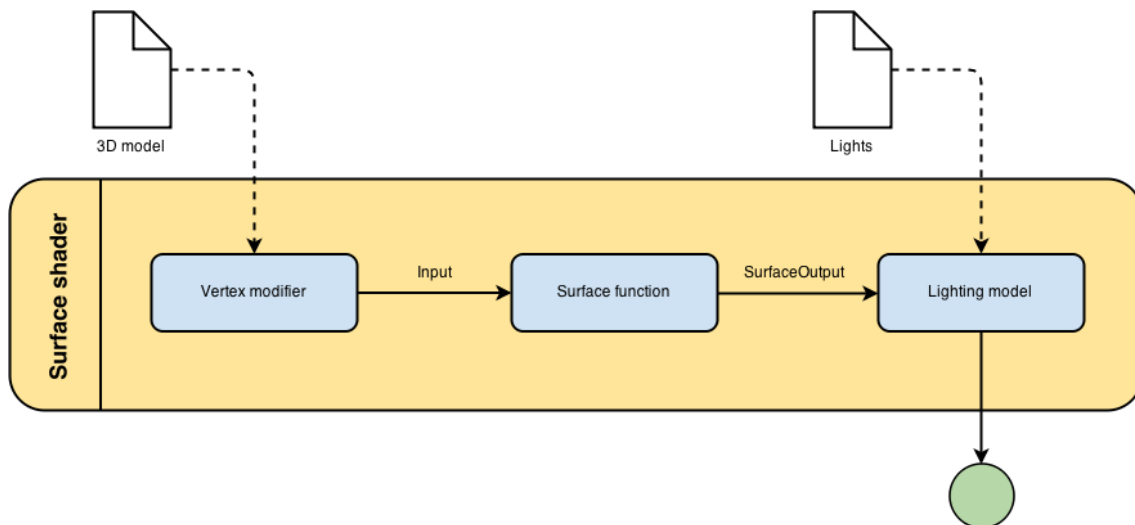 3D model
Lights
Surface shader
Vertex modifier
Input
Surface function
SurfaceOutput
Lighting model